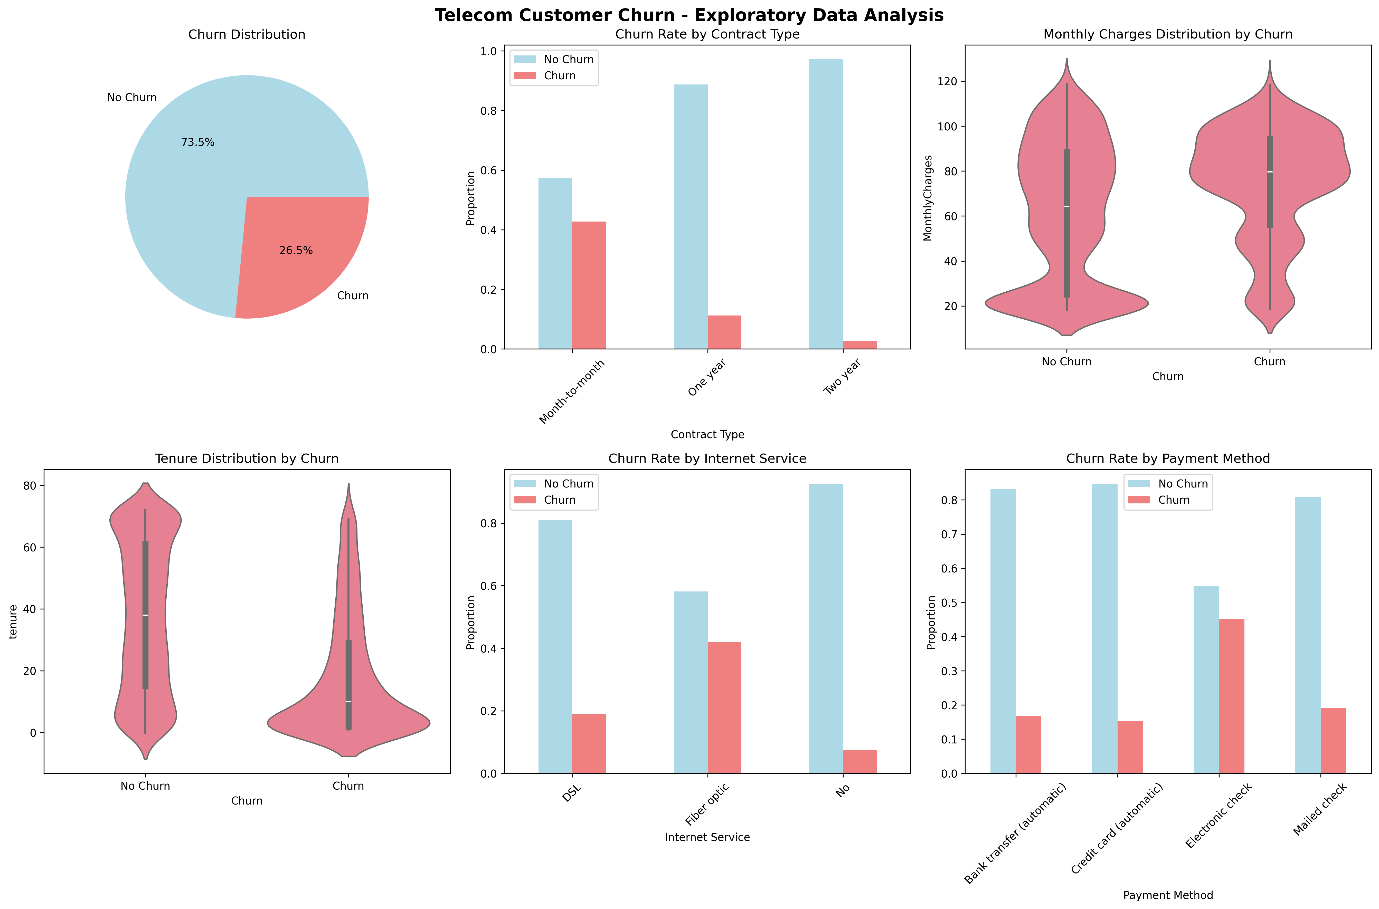 Telecom Customer Churn - Exploratory Data Analysis
Churn Distribution
No Churn
73.5%
26.5%
Churn
Churn Rate by Contract Type
No Churn
Churn
Proportion
1.0
0.8
0.6
0.4
0.2
0.0
Month-to-month
One year
Two year
Contract Type
Monthly Charges Distribution by Churn
MonthlyCharges
120
100
80
60
40
20
No Churn
Churn
Churn
Tenure Distribution by Churn
tenure
80
60
40
20
0
No Churn
Churn
Churn
Churn Rate by Internet Service
No Churn
Churn
Proportion
0.8
0.6
0.4
0.2
0.0
DSL
Fiber optic
No
Internet Service
Churn Rate by Payment Method
No Churn
Churn
Proportion
0.8
0.7
0.6
0.5
0.4
0.3
0.2
0.1
0.0
Bank transfer (automatic)
Credit card (automatic)
Electronic check
Mailed check
Payment Method